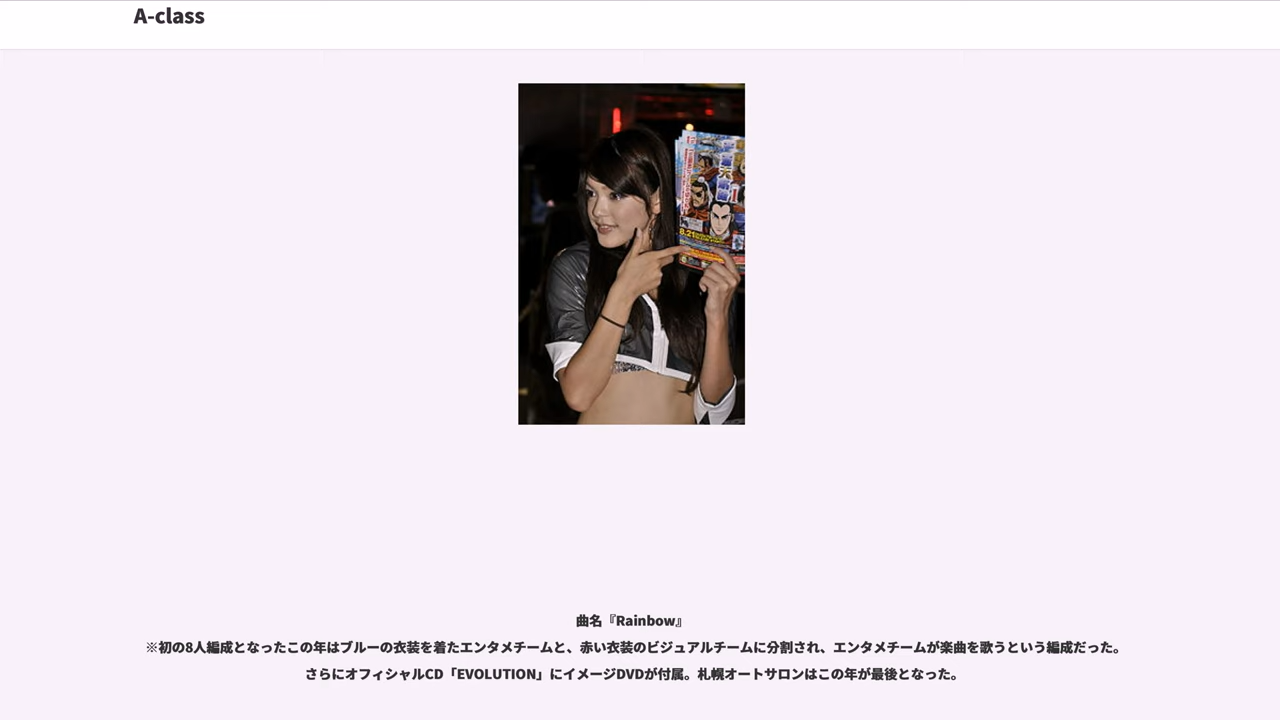 A-class
8.21
曲名『Rainbow』
※初の8人編成となったこの年はブルーの衣装を着たエンタメチームと、赤い衣装のビジュアルチームに分割され、エンタメチームが楽曲を歌うという編成だった。
さらにオフィシャルCD「EVOLUTION」にイメージDVDが付属。札幌オートサロンはこの年が最後となった。